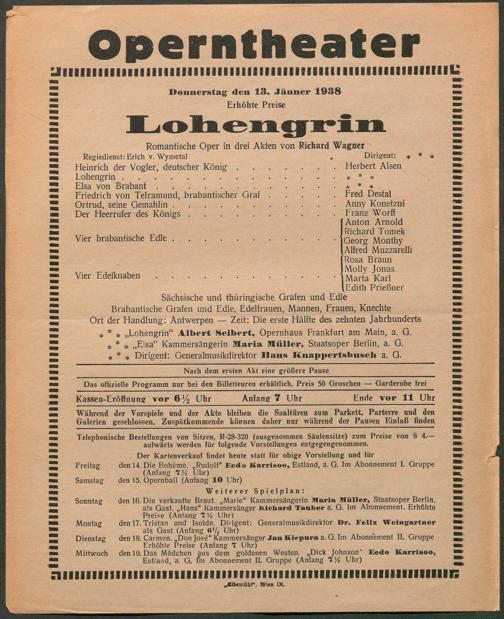 Operntheater
Donnerstag den 13. Jänner 1938
Erhöhte Preise
Lohengrin
Romantische Oper in drei Akten von Richard Wagner
Regiedienst: Erich v. Wymetal Dirigent: * * *
Heinrich der Vogler, deutscher König . . . . . . . . . Herbert Alsen
Lohengrin . . . . . . . . . . . . . . * * *
Elsa von Brabant . . . . . . . . . . . . * * *
Friedrich von Telramund, brabantischer Graf . . . . . . . Fred Destal
Ortrud, seine Gemahlin . . . . . . . . . . . Anny Konetzni
Der Heerrufer des Königs . . . . . . . . . . . Franz Worff
Vier brabantische Edle . . . . . . . . . . .
Anton Arnold
Richard Tomek
Georg Monthy
Alfred Muzzarelli
Vier Edelknaben . . . . . . . . . . . .
Rosa Braun
Molly Jonas
Marta Karl
Edith Prießner
Sächsische und thüringische Grafen und Edle
Brabantische Grafen und Edle, Edelfrauen, Mannen, Frauen, Knechte
Ort der Handlung: Antwerpen — Zeit: Die erste Hälfte des zehnten Jahrhunderts
* * * „Lohengrin" Albert Seibert, Opernhaus Frankfurt am Main, a. G.
* * * „Elsa" Kammersängerin Maria Müller, Staatsoper Berlin, a. G.
* * * Dirigent: Generalmusikdirektor Hans Knappertsbusch a. G.
Nach dem ersten Akt eine größere Pause
Das offizielle Programm nur bei den Billetteuren erhältlich. Preis 50 Groschen — Garderobe frei
Kassen-Eröffnung vor 6½ Uhr Anfang 7 Uhr Ende vor 11 Uhr
Während der Vorspiele und der Akte bleiben die Saaltüren zum Parkett, Parterre und den
Galerien geschlossen. Zuspätkommende können daher nur während der Pausen Einlaß finden
Telephonische Bestellungen von Sitzen, R-28-320 (ausgenommen Säulensitze) zum Preise von S 4.—
aufwärts werden für folgende Vorstellungen entgegengenommen.
Der Kartenverkauf findet heute statt für obige Vorstellung und für
Freitag den 14. Die Bohème. „Rudolf" Eedo Karrisoo, Estland, a. G. Im Abonnement I. Gruppe
(Anfang 7½ Uhr)
Samstag den 15. Opernball (Anfang 10 Uhr)
Weiterer Spielplan:
Sonntag den 16. Die verkaufte Braut. „Marie" Kammersängerin Maria Müller, Staatsoper Berlin,
als Gast. „Hans" Kammersänger Richard Tauber a. G. Im Abonnement. Erhöhte
Preise (Anfang 7½ Uhr)
Montag den 17. Tristan und Isolde. Dirigent: Generalmusikdirektor Dr. Felix Weingartner
als Gast (Anfang 6½ Uhr)
Dienstag den 18. Carmen. „Don José" Kammersänger Jan Kiepura a. G. Im Abonnement II. Gruppe
Erhöhte Preise (Anfang 7 Uhr)
Mittwoch den 19. Das Mädchen aus dem goldenen Westen. „Dick Johnson" Eedo Karrisoo,
Estland, a. G. Im Abonnement II. Gruppe (Anfang 7½ Uhr)
„Elbemühl", Wien IX.